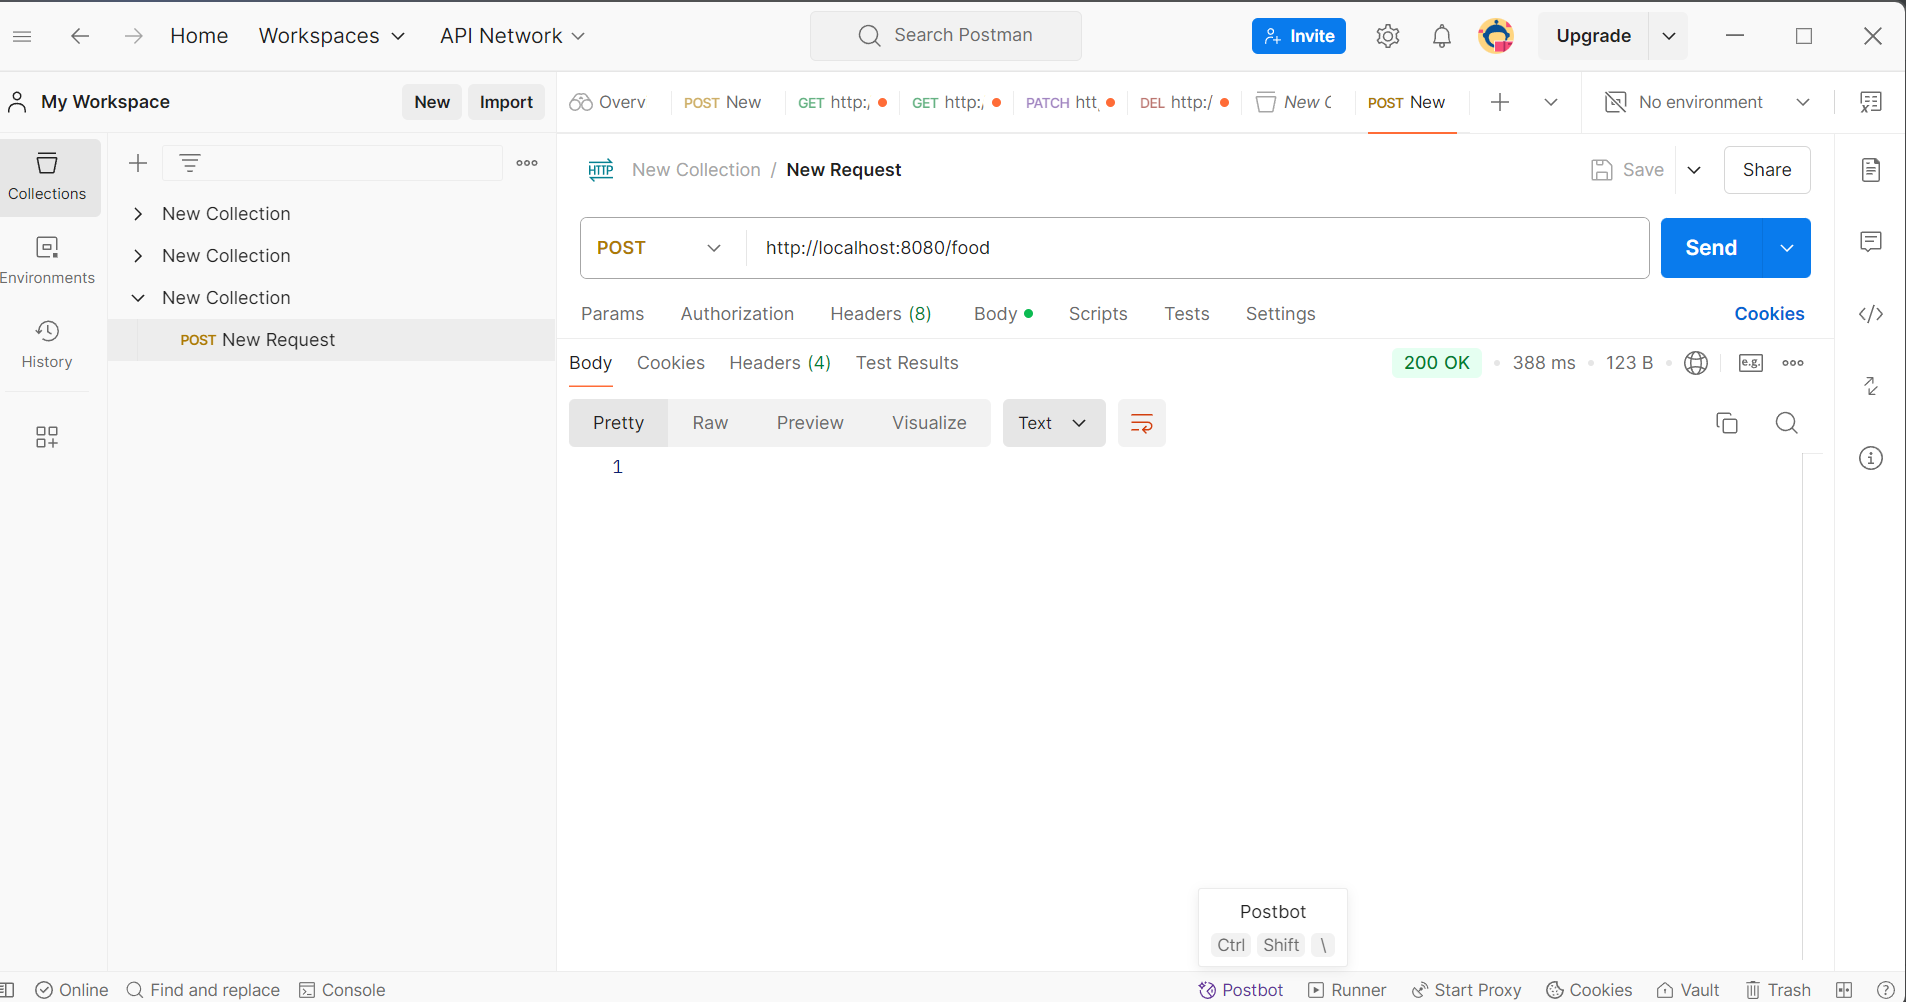 Home Workspaces API Network Search Postman Invite Upgrade
My Workspace New Import Overv POST New GET http:/ GET http:/ PATCH htt DEL http:/ New C POST New No environment
Collections
Environments
History
New Collection
New Collection
New Collection
POST New Request
HTTP New Collection / New Request Save Share
POST http://localhost:8080/food Send
Params Authorization Headers (8) Body Scripts Tests Settings Cookies
Body Cookies Headers (4) Test Results 200 OK 388 ms 123 B e.g.
Pretty Raw Preview Visualize Text
1
Postbot
Ctrl Shift \
Online Find and replace Console Postbot Runner Start Proxy Cookies Vault Trash